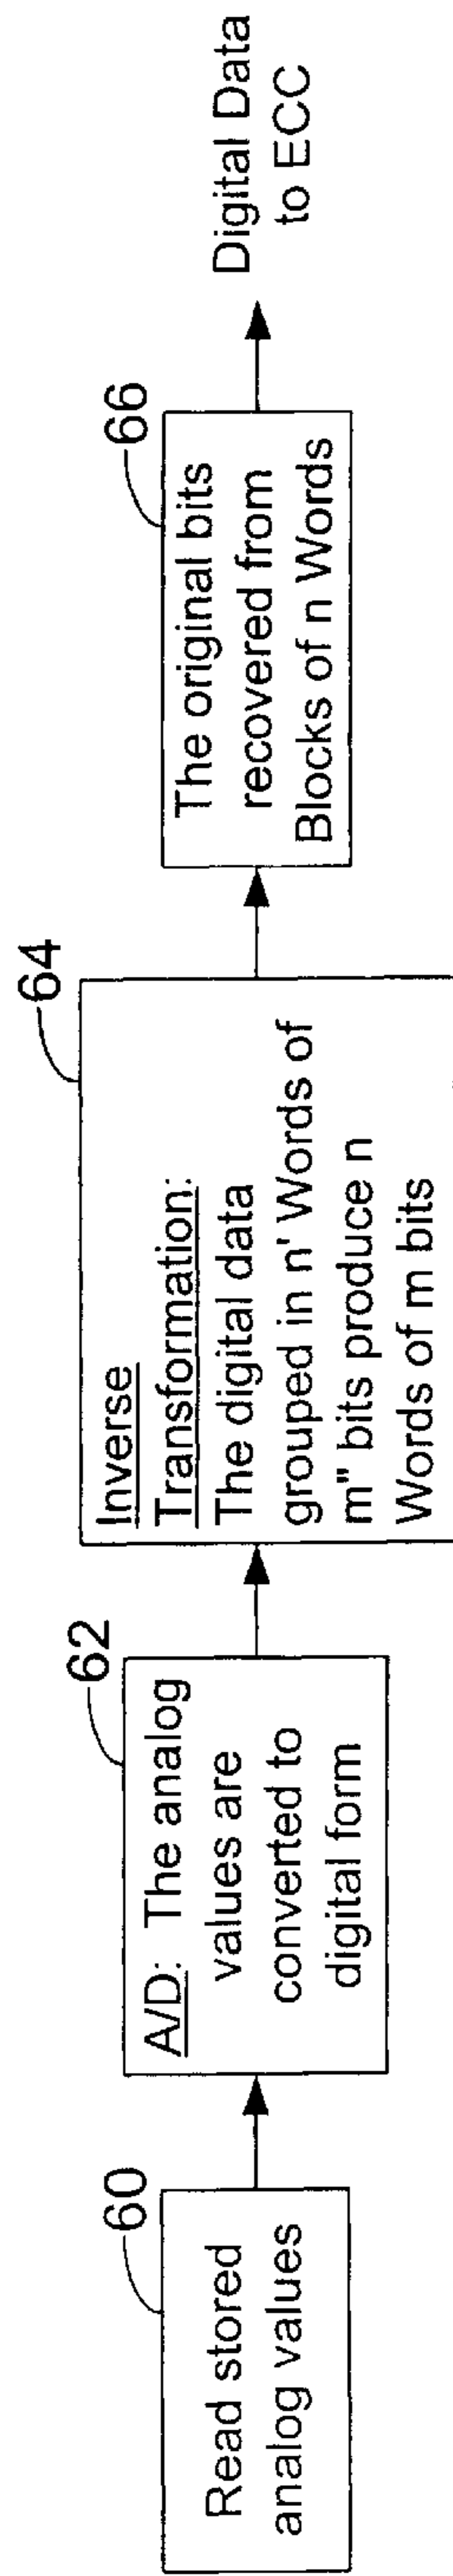 60
Read stored
analog values
62
A/D: The analog
values are
converted to
digital form
64
Inverse
Transformation:
The digital data
grouped in n' Words of
m" bits produce n
Words of m bits
66
The original bits
recovered from
Blocks of n Words
Digital Data
to ECC